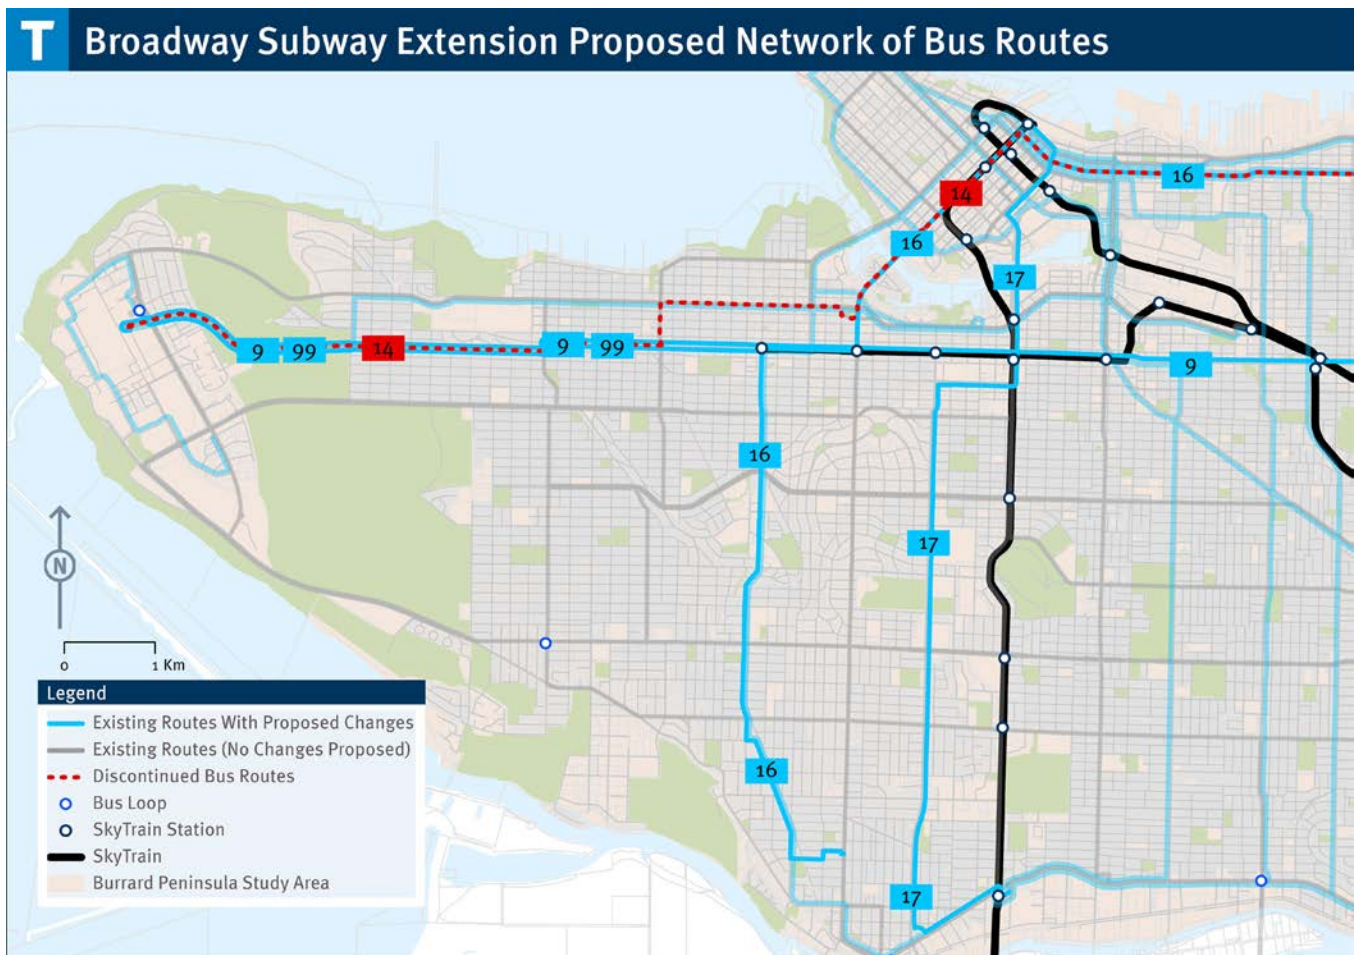 T Broadway Subway Extension Proposed Network of Bus Routes
16
14
16
17
9 99 14 9 99
9
16
17
N
0 1 Km
16
17
Legend
Existing Routes With Proposed Changes
Existing Routes (No Changes Proposed)
Discontinued Bus Routes
Bus Loop
SkyTrain Station
SkyTrain
Burrard Peninsula Study Area